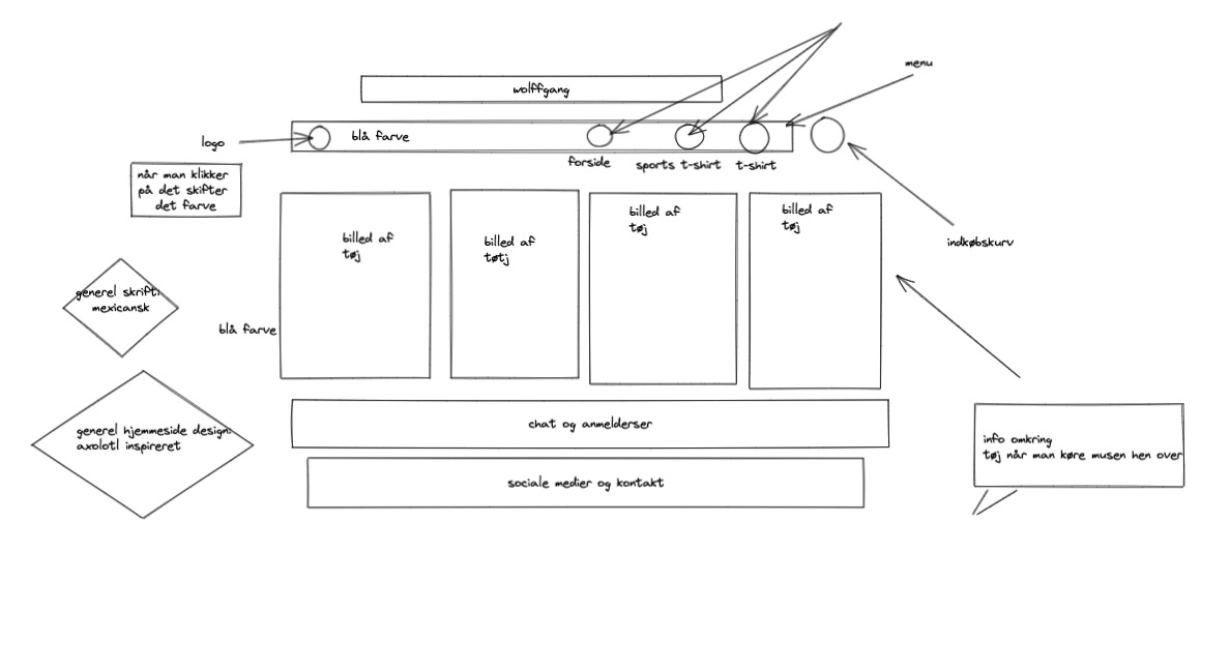 menu
wolffgang
logo
blå farve
forside
sports t-shirt
t-shirt
når man klikker
på det skifter
det farve
billed af
tøj
billed af
tøtj
billed af
tøj
billed af
tøj
indkøbskurv
generel skrift:
mexicansk
blå farve
generel hjemmeside design:
axolotl inspireret
chat og anmelderser
info omkring
tøj når man køre musen hen over
sociale medier og kontakt